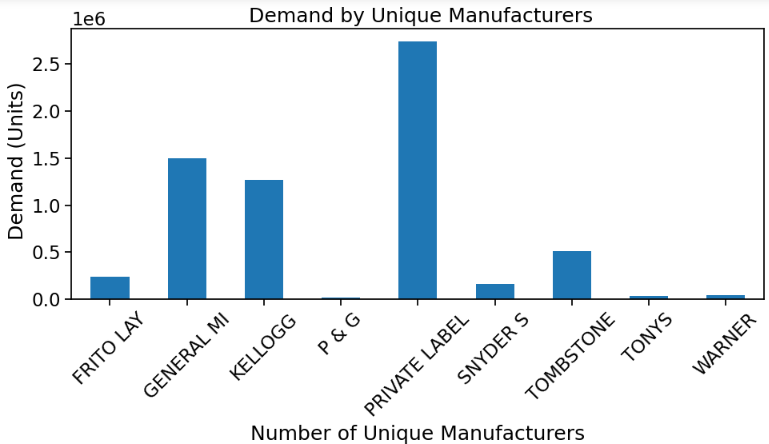 Demand by Unique Manufacturers
1e6
Demand (Units)
2.5
2.0
1.5
1.0
0.5
0.0
FRITO LAY
GENERAL MI
KELLOGG
P & G
PRIVATE LABEL
SNYDER S
TOMBSTONE
TONYS
WARNER
Number of Unique Manufacturers